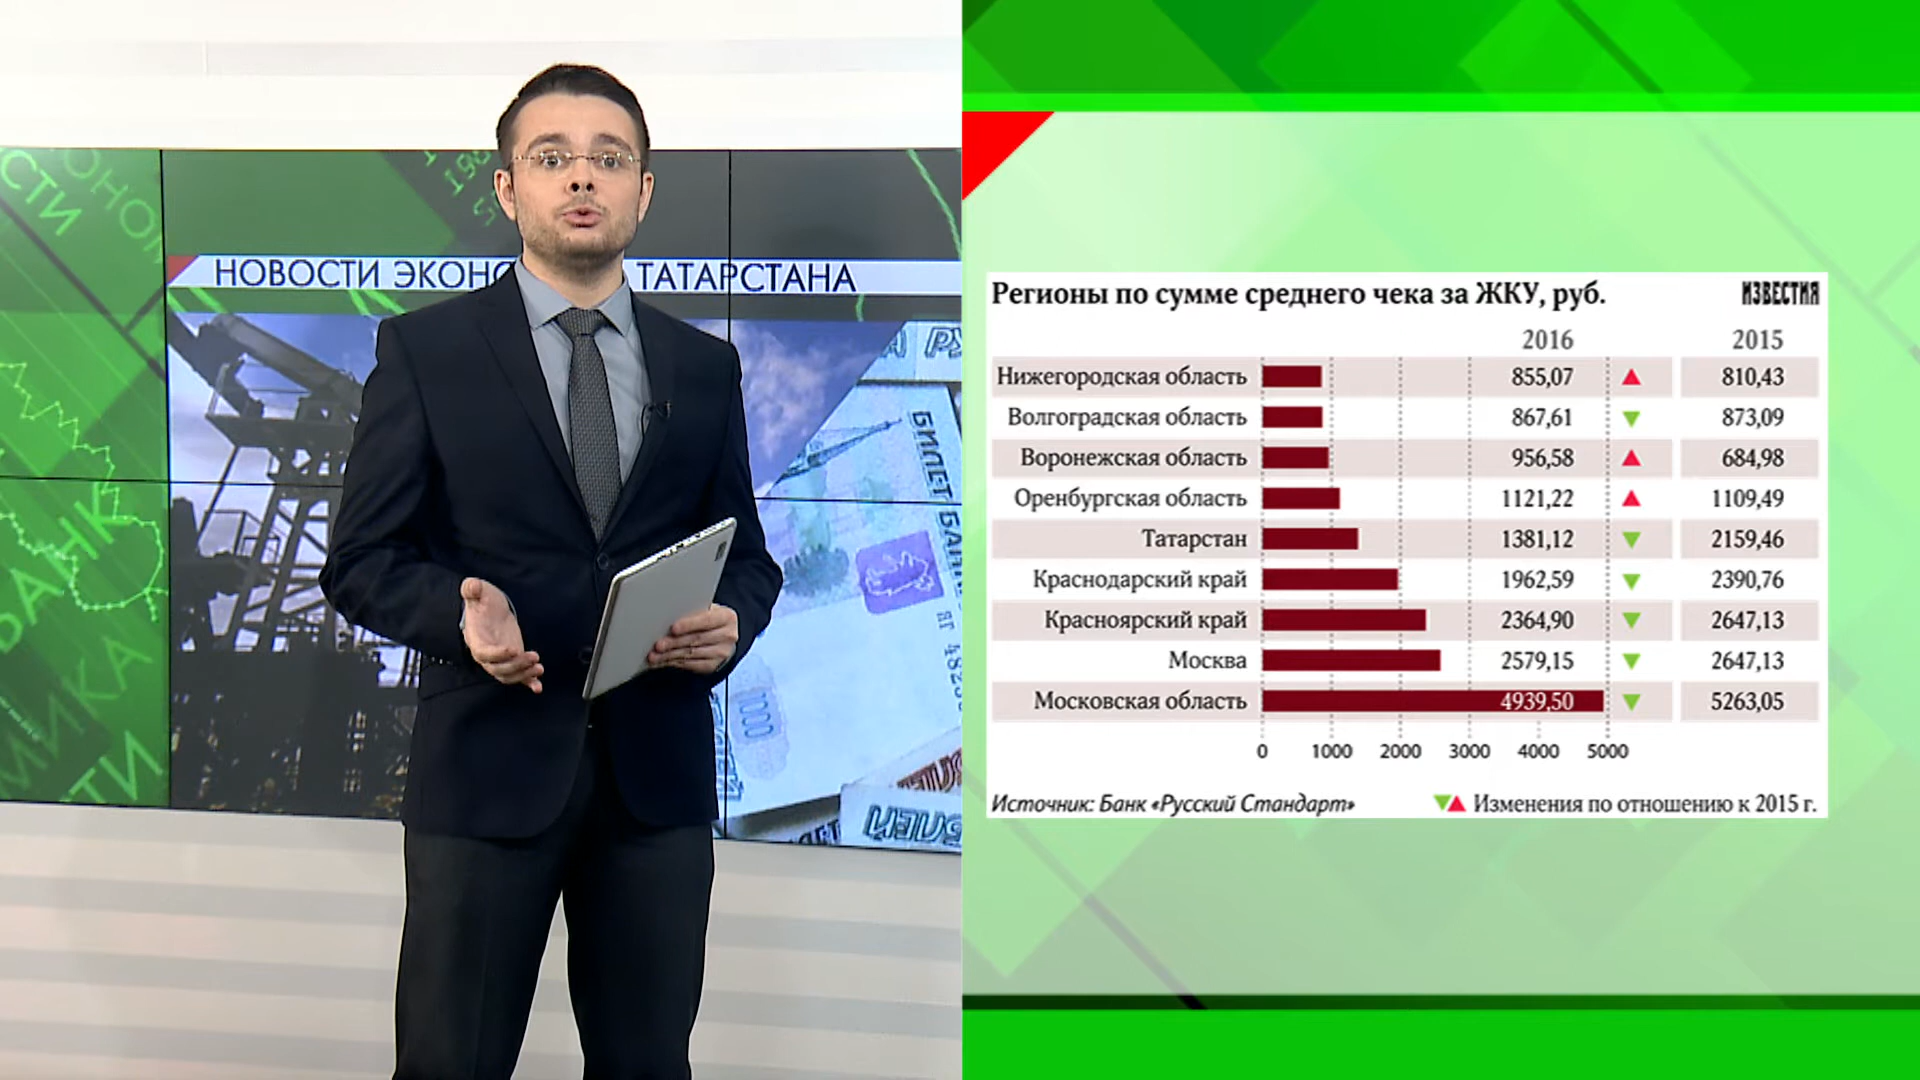 НОВОСТИ ЭКОНО ТАТАРСТАНА
БИЛЕТ БАНК
1000
БАНК
Регионы по сумме среднего чека за ЖКУ, руб. ИЗВЕСТИЯ
2016 2015
Нижегородская область 855,07 810,43
Волгоградская область 867,61 873,09
Воронежская область 956,58 684,98
Оренбургская область 1121,22 1109,49
Татарстан 1381,12 2159,46
Краснодарский край 1962,59 2390,76
Красноярский край 2364,90 2647,13
Москва 2579,15 2647,13
Московская область 4939,50 5263,05
0 1000 2000 3000 4000 5000
Источник: Банк «Русский Стандарт» Изменения по отношению к 2015 г.